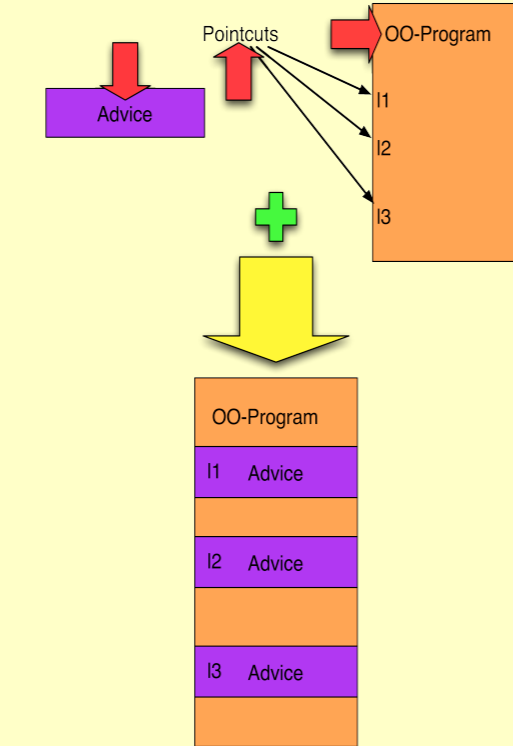 Pointcuts
OO-Program
Advice
I1
I2
I3
OO-Program
I1 Advice
I2 Advice
I3 Advice